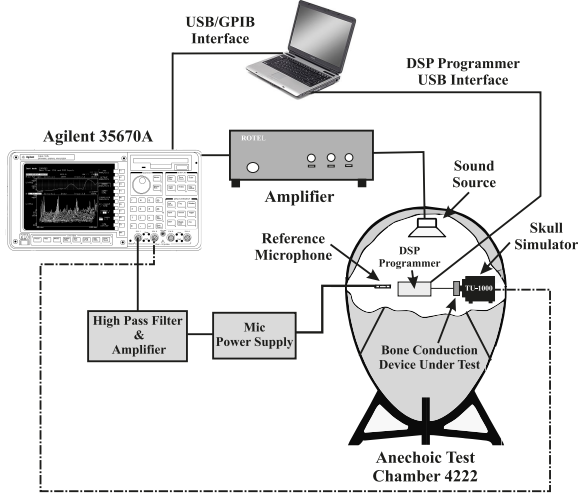 USB/GPIB
Interface
DSP Programmer
USB Interface
Agilent 35670A
ROTEL
Amplifier
Sound
Source
Reference
Microphone
DSP
Programmer
Skull
Simulator
TU-1000
High Pass Filter
&
Amplifier
Mic
Power Supply
Bone Conduction
Device Under Test
Anechoic Test
Chamber 4222